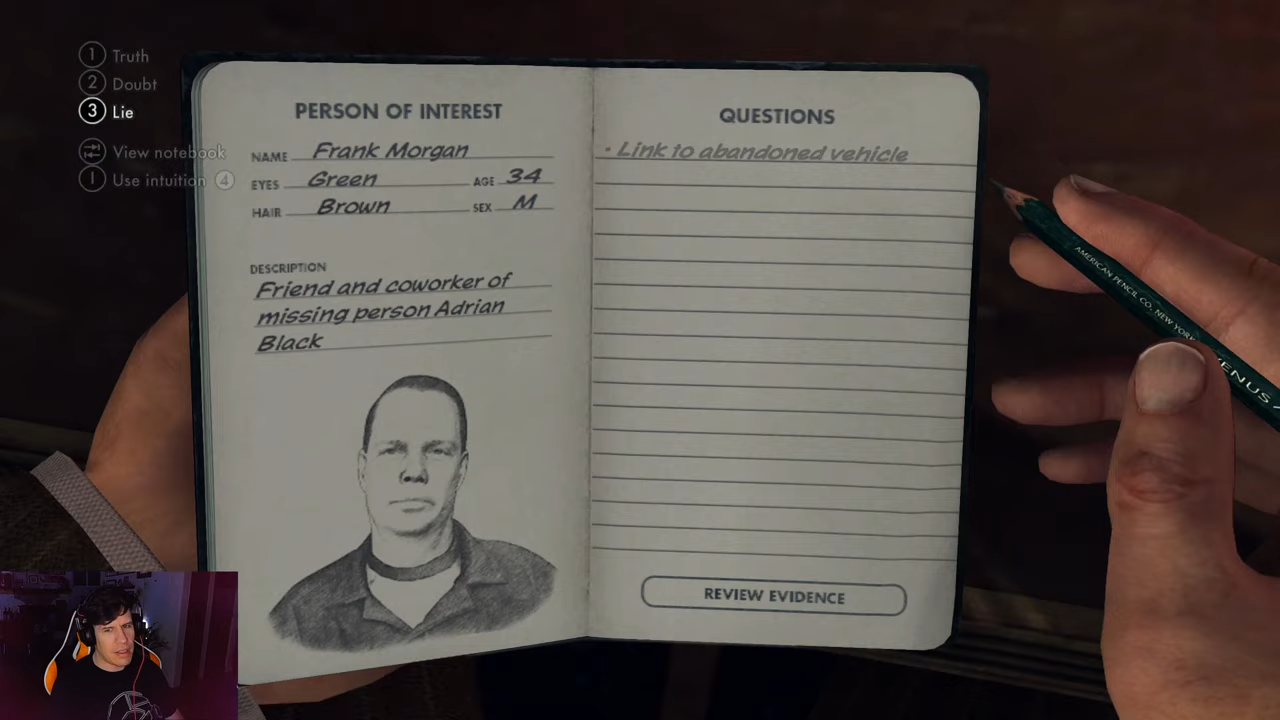 1 Truth
2 Doubt
3 Lie
View notebook
Use intuition 4
PERSON OF INTEREST
NAME Frank Morgan
EYES Green AGE 34
HAIR Brown SEX M
DESCRIPTION
Friend and coworker of
missing person Adrian
Black
QUESTIONS
· Link to abandoned vehicle
REVIEW EVIDENCE
AMERICAN PENCIL CO. NEW YORK